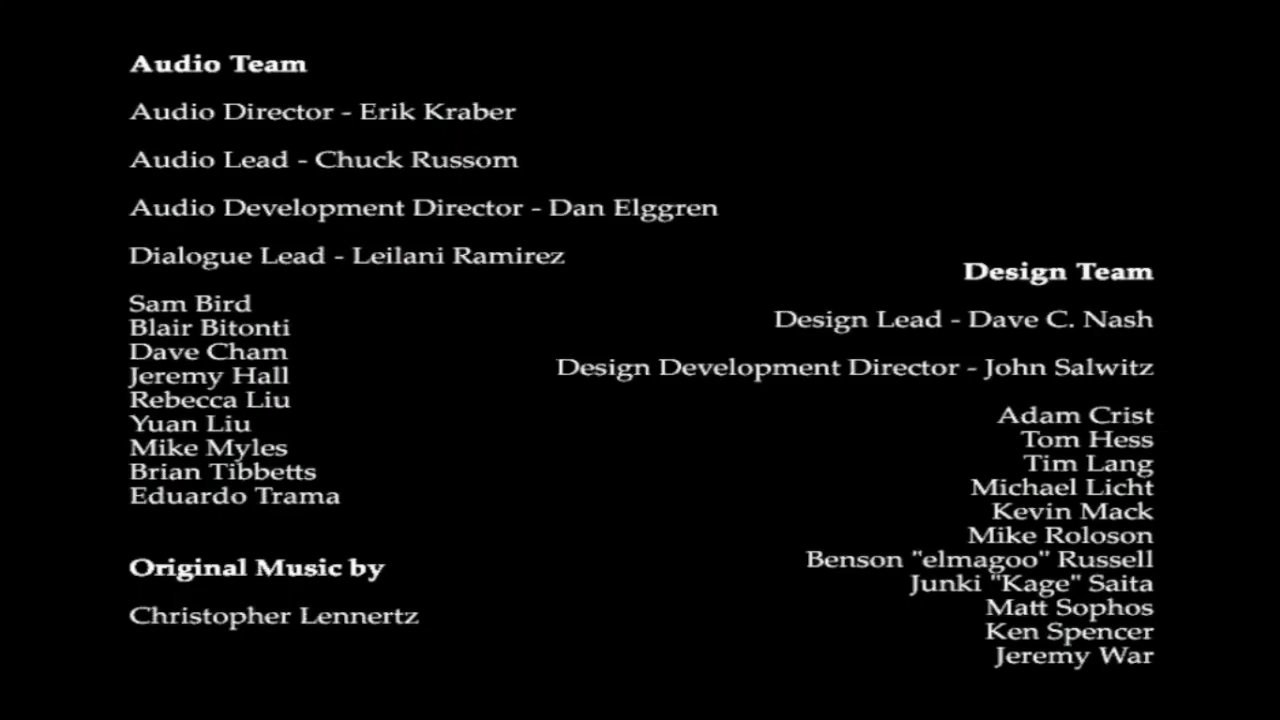 Audio Team
Audio Director - Erik Kraber
Audio Lead - Chuck Russom
Audio Development Director - Dan Elggren
Dialogue Lead - Leilani Ramirez
Sam Bird
Blair Bitonti
Dave Cham
Jeremy Hall
Rebecca Liu
Yuan Liu
Mike Myles
Brian Tibbetts
Eduardo Trama
Original Music by
Christopher Lennertz
Design Team
Design Lead - Dave C. Nash
Design Development Director - John Salwitz
Adam Crist
Tom Hess
Tim Lang
Michael Licht
Kevin Mack
Mike Roloson
Benson "elmagoo" Russell
Junki "Kage" Saita
Matt Sophos
Ken Spencer
Jeremy War